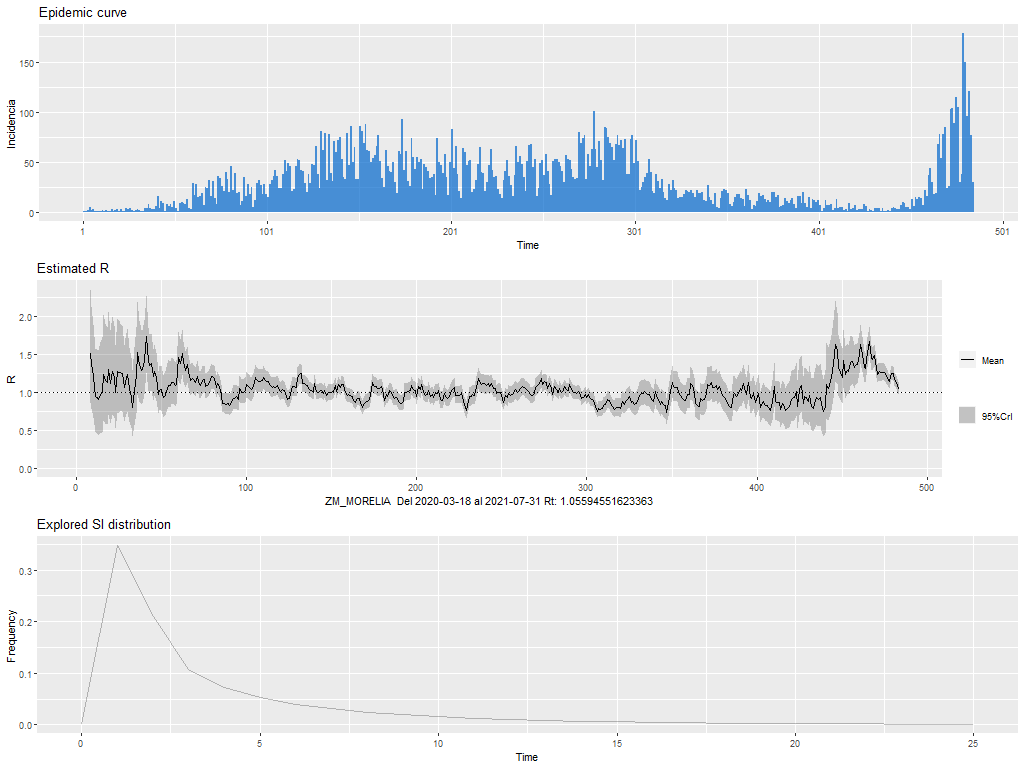 Epidemic curve
Incidencia
150
100
50
0
1
101
201
301
401
501
Time
Estimated R
R
2.0
1.5
1.0
0.5
0.0
0
100
200
300
400
500
ZM_MORELIA Del 2020-03-18 al 2021-07-31 Rt: 1.05594551623363
Mean
95%CrI
Explored SI distribution
Frequency
0.3
0.2
0.1
0.0
0
5
10
15
20
25
Time